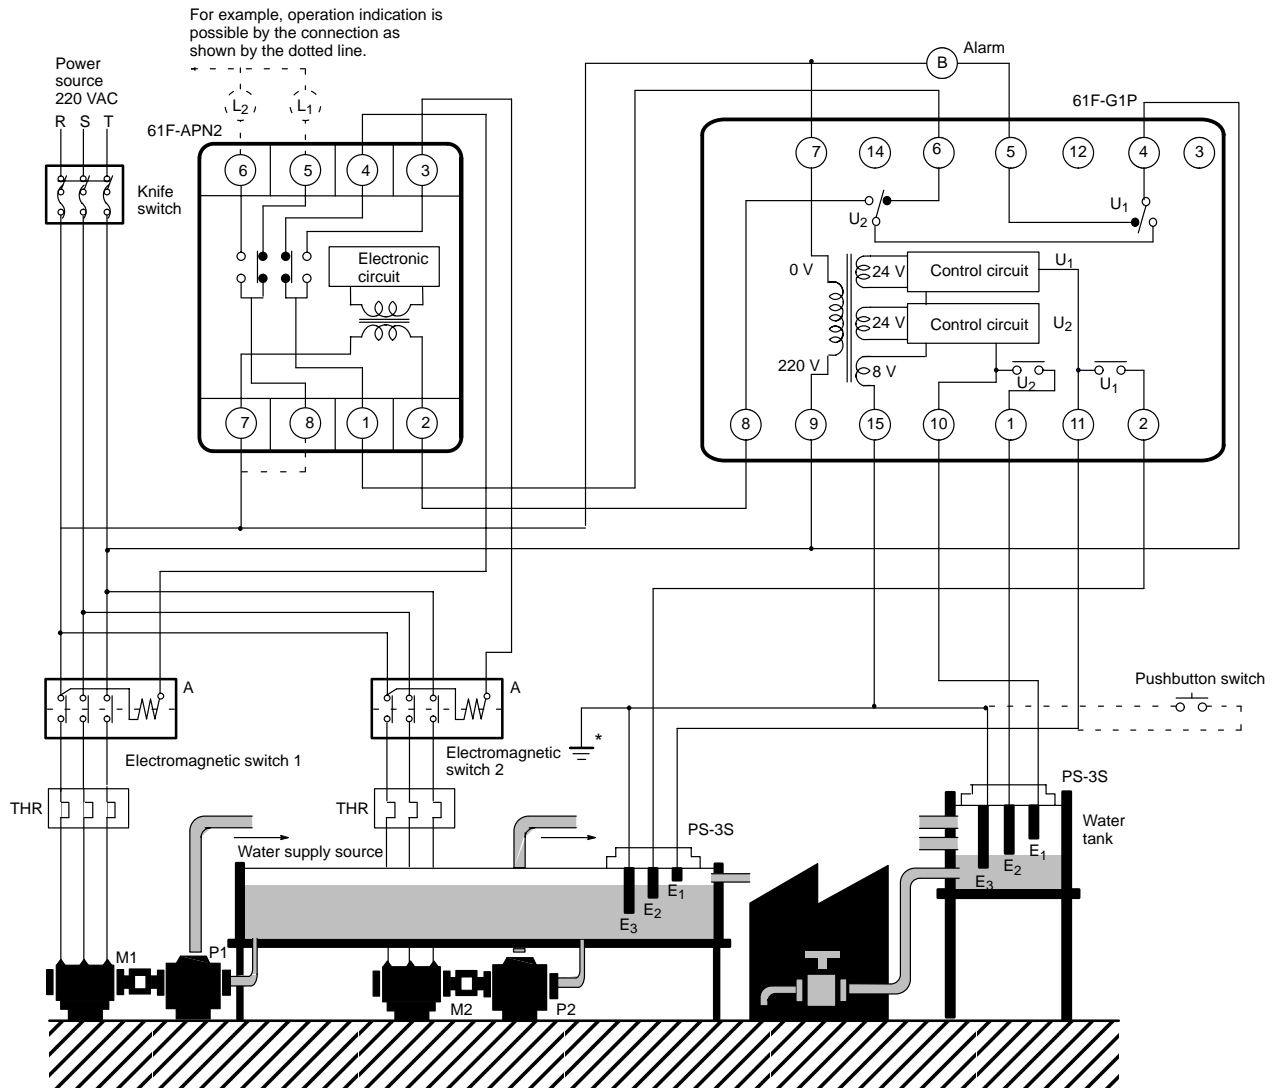 For example, operation indication is
possible by the connection as
shown by the dotted line.
Power
source
220 VAC
R S T
Knife
switch
61F-APN2
L2 L1
6 5 4 3
Electronic
circuit
7 8 1 2
B Alarm
61F-G1P
7 14 6 5 12 4 3
U2
U1
0 V
24 V Control circuit U1
24 V Control circuit U2
220 V
8 V
U2
U1
8 9 15 10 1 11 2
A
Electromagnetic switch 1
A
Electromagnetic
switch 2
*
Pushbutton switch
THR
THR
Water supply source
PS-3S
E1
E2
E3
PS-3S
Water
tank
E1
E2
E3
M1
P1
M2
P2